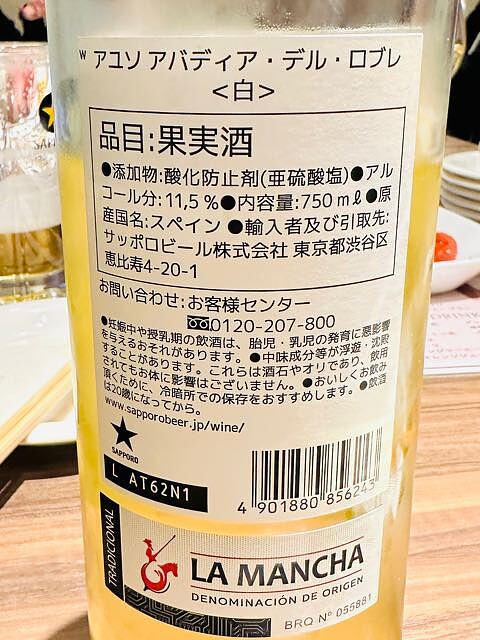 W アユソ アバディア・デル・ロブレ
<白>
品目:果実酒
●添加物:酸化防止剤(亜硫酸塩)●アル
コール分:11,5%●内容量:750mℓ●原
産国名:スペイン ●輸入者及び引取先:
サッポロビール株式会社 東京都渋谷区
恵比寿4-20-1
お問い合わせ:お客様センター
0120-207-800
●妊娠中や授乳期の飲酒は、胎児・乳児の発育に悪影響
を与えるおそれがあります。●中味成分等が浮遊・沈殿
することがあります。これらは酒石やオリであり、飲用
されてもお体に影響はございません。●おいしくお飲み
頂くために、冷暗所での保存をおすすめします。●飲酒
は20歳になってから。
www.sapporobeer.jp/wine/
SAPPORO
L AT62N1
4 901880 856243
TRADICIONAL
LA MANCHA
DENOMINACIÓN DE ORIGEN
BRQ Nº 055881